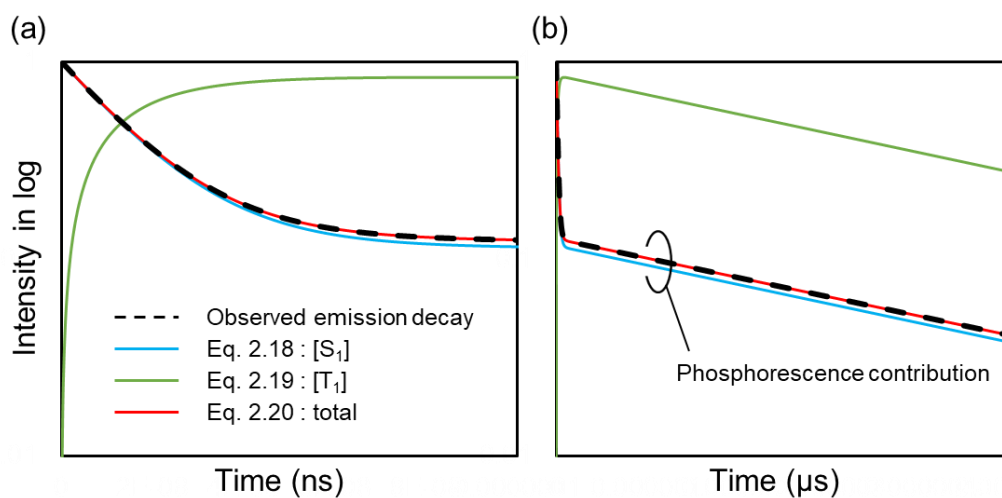 (a)
(b)
Intensity in log
Observed emission decay
Eq. 2.18 : [S₁]
Eq. 2.19 : [T₁]
Eq. 2.20 : total
Phosphorescence contribution
Time (ns)
Time (μs)